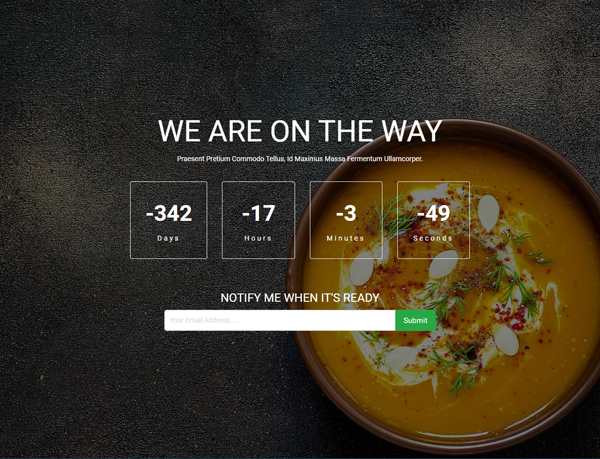 WE ARE ON THE WAY
Praesent Pretium Commodo Tellus, Id Maximus Massa Fermentum Ullamcorper.
-342 -17 -3 -49
Days Hours Minutes Seconds
NOTIFY ME WHEN IT'S READY
Your Email Address.... Submit